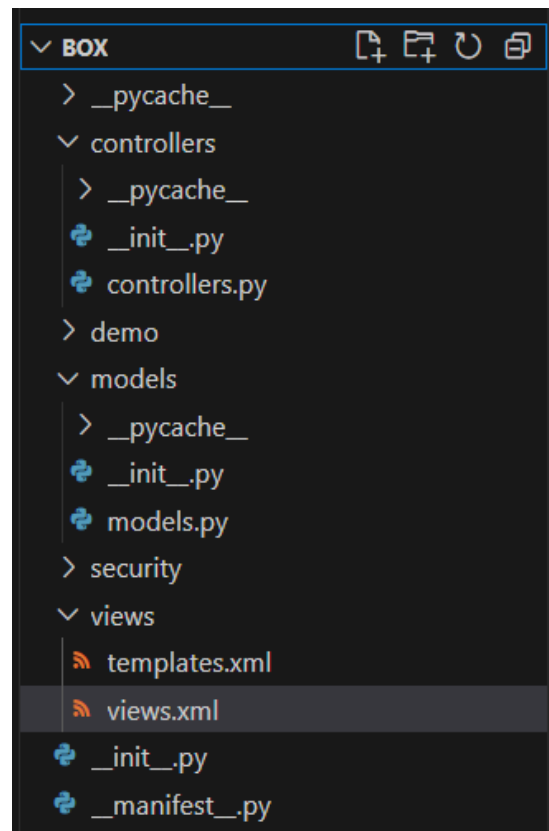 BOX
__pycache__
controllers
__pycache__
__init__.py
controllers.py
demo
models
__pycache__
__init__.py
models.py
security
views
templates.xml
views.xml
__init__.py
__manifest__.py